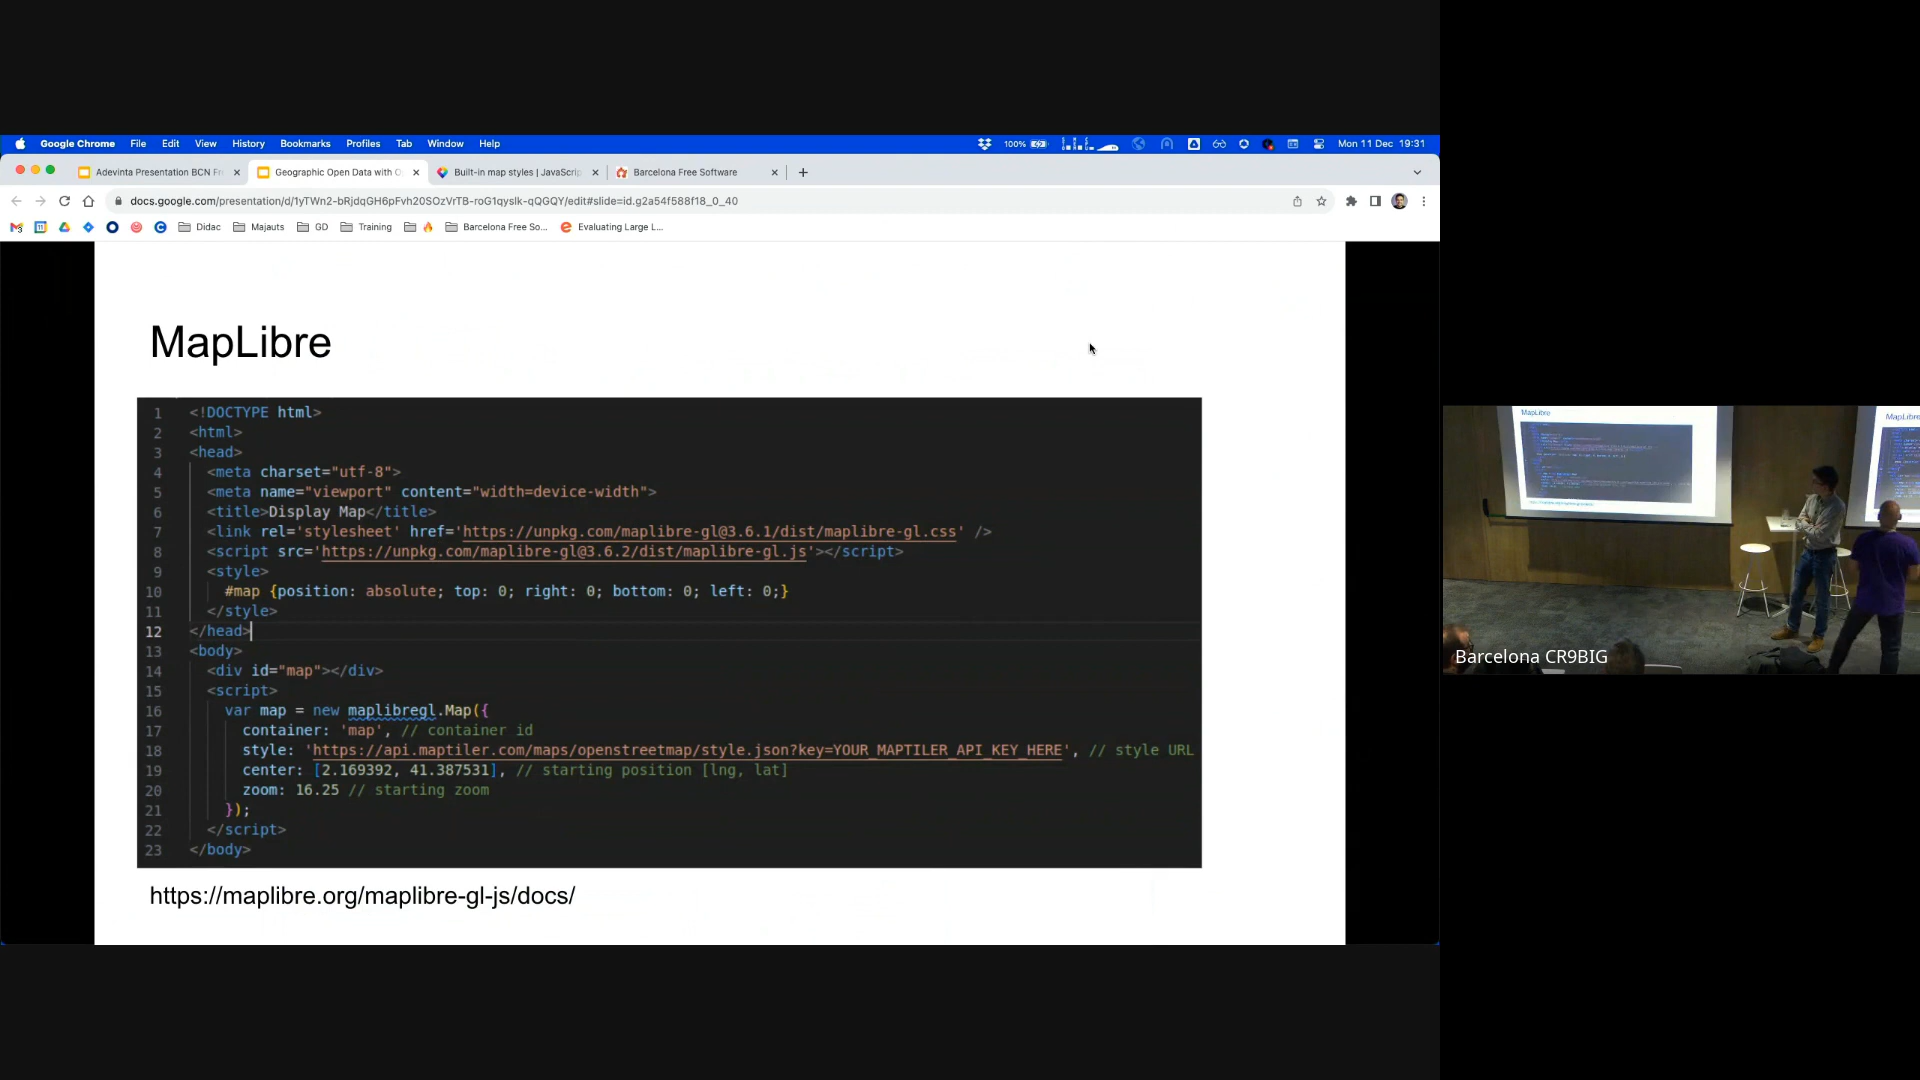 Google Chrome File Edit View History Bookmarks Profiles Tab Window Help 100% Mon 11 Dec 19:31
Adevinta Presentation BCN Fr Geographic Open Data with O Built-in map styles | JavaScrip Barcelona Free Software
docs.google.com/presentation/d/1yTWn2-bRjdqGH6pFvh20SOzVrTB-roG1qyslk-qQGQY/edit#slide=id.g2a54f588f18_0_40
Didac Majauts GD Training Barcelona Free So... Evaluating Large L...
MapLibre
1 <!DOCTYPE html>
2 <html>
3 <head>
4 <meta charset="utf-8">
5 <meta name="viewport" content="width=device-width">
6 <title>Display Map</title>
7 <link rel='stylesheet' href='https://unpkg.com/maplibre-gl@3.6.1/dist/maplibre-gl.css' />
8 <script src='https://unpkg.com/maplibre-gl@3.6.2/dist/maplibre-gl.js'></script>
9 <style>
10 #map {position: absolute; top: 0; right: 0; bottom: 0; left: 0;}
11 </style>
12 </head>
13 <body>
14 <div id="map"></div>
15 <script>
16 var map = new maplibregl.Map({
17 container: 'map', // container id
18 style: 'https://api.maptiler.com/maps/openstreetmap/style.json?key=YOUR_MAPTILER_API_KEY_HERE', // style URL
19 center: [2.169392, 41.387531], // starting position [lng, lat]
20 zoom: 16.25 // starting zoom
21 });
22 </script>
23 </body>
https://maplibre.org/maplibre-gl-js/docs/
MapLibre
MapLibre
Barcelona CR9BIG